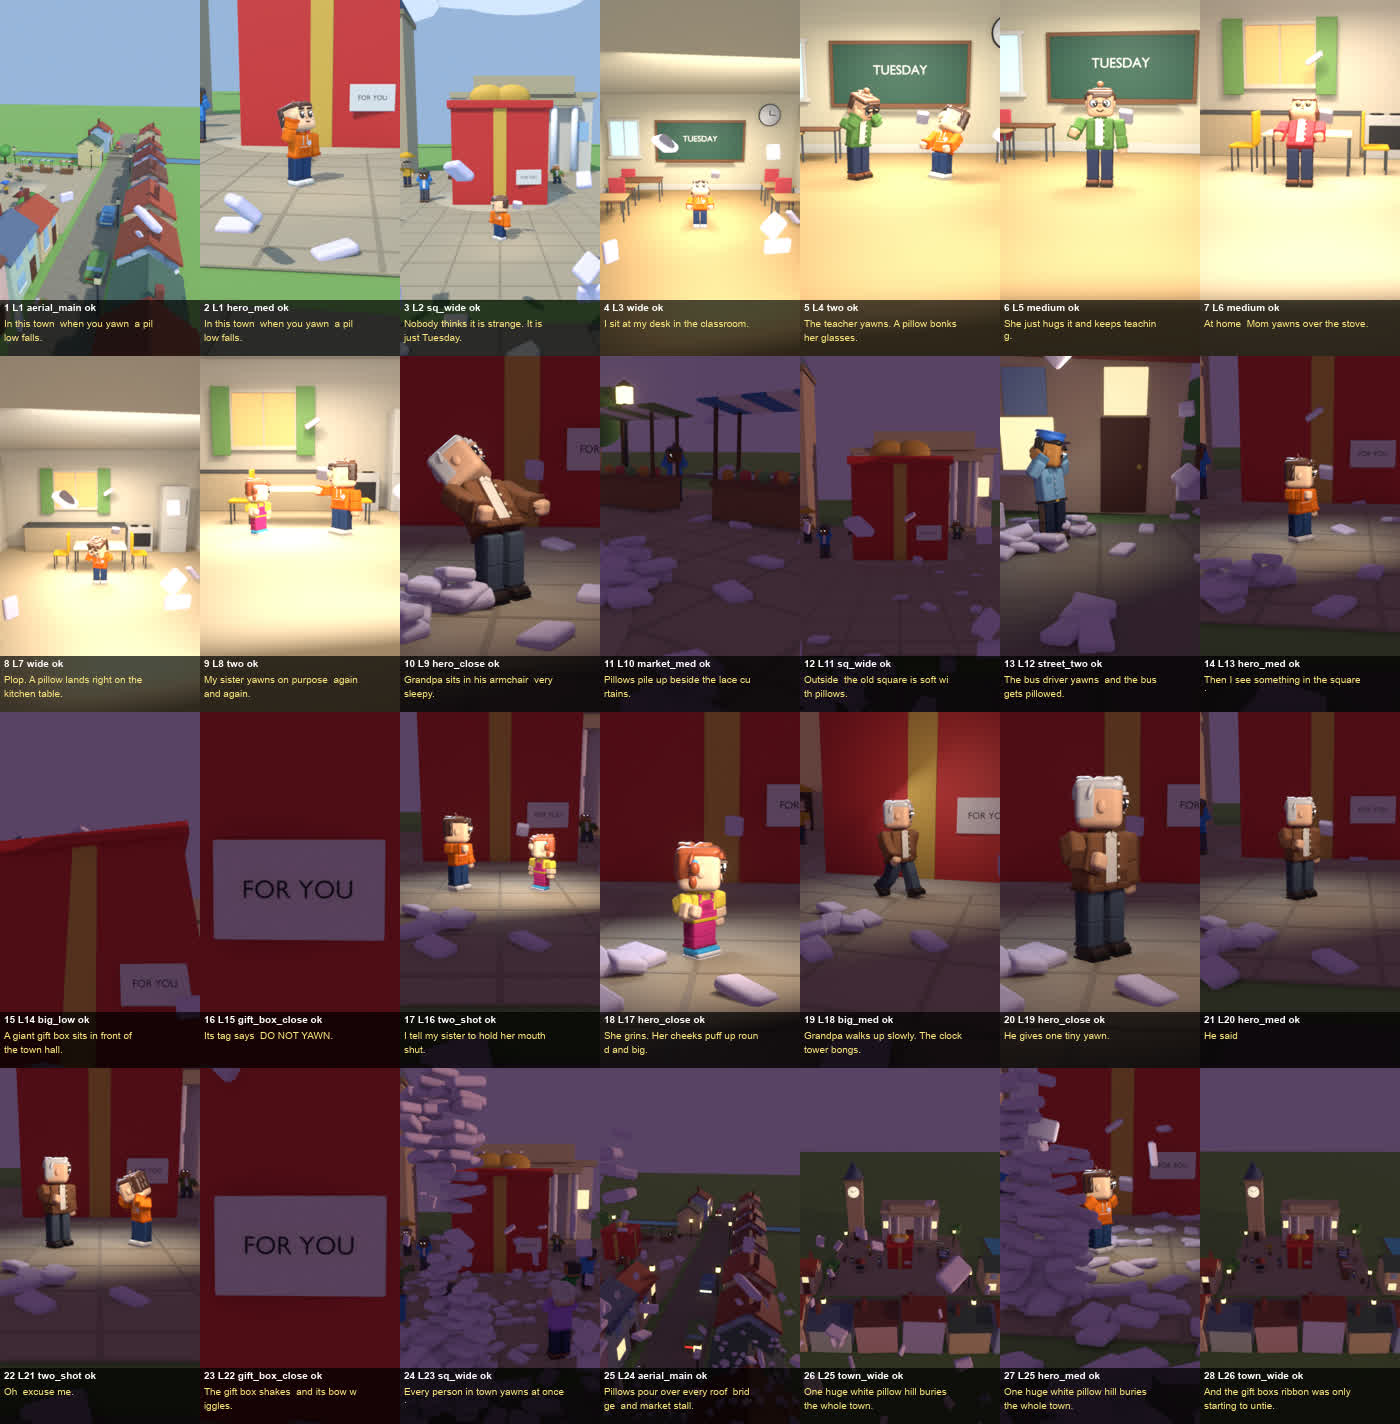 FOR YOU
FOR YOU
TUESDAY
TUESDAY
TUESDAY
1 L1 aerial_main ok
In this town  when you yawn  a pil
low falls.
2 L1 hero_med ok
In this town  when you yawn  a pil
low falls.
3 L2 sq_wide ok
Nobody thinks it is strange. It is
just Tuesday.
4 L3 wide ok
I sit at my desk in the classroom.
5 L4 two ok
The teacher yawns. A pillow bonks
her glasses.
6 L5 medium ok
She just hugs it and keeps teachin
g.
7 L6 medium ok
At home  Mom yawns over the stove.
FOR
FOR YOU
8 L7 wide ok
Plop. A pillow lands right on the
kitchen table.
9 L8 two ok
My sister yawns on purpose  again
and again.
10 L9 hero_close ok
Grandpa sits in his armchair  very
sleepy.
11 L10 market_med ok
Pillows pile up beside the lace cu
rtains.
12 L11 sq_wide ok
Outside  the old square is soft wi
th pillows.
13 L12 street_two ok
The bus driver yawns  and the bus
gets pillowed.
14 L13 hero_med ok
Then I see something in the square
.
FOR YOU
FOR YOU
FOR YOU
FOR
FOR YO
FOR
FOR YOU
15 L14 big_low ok
A giant gift box sits in front of
the town hall.
16 L15 gift_box_close ok
Its tag says  DO NOT YAWN.
17 L16 two_shot ok
I tell my sister to hold her mouth
shut.
18 L17 hero_close ok
She grins. Her cheeks puff up roun
d and big.
19 L18 big_med ok
Grandpa walks up slowly. The clock
tower bongs.
20 L19 hero_close ok
He gives one tiny yawn.
21 L20 hero_med ok
He said
FOR YOU
FOR YOU
22 L21 two_shot ok
Oh  excuse me.
23 L22 gift_box_close ok
The gift box shakes  and its bow w
iggles.
24 L23 sq_wide ok
Every person in town yawns at once
.
25 L24 aerial_main ok
Pillows pour over every roof  brid
ge  and market stall.
26 L25 town_wide ok
One huge white pillow hill buries
the whole town.
27 L25 hero_med ok
One huge white pillow hill buries
the whole town.
28 L26 town_wide ok
And the gift boxs ribbon was only
starting to untie.